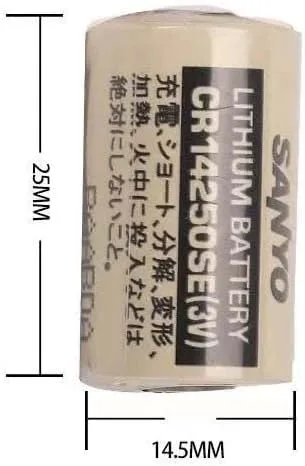 SANYO
LITHIUM BATTERY
CR14250SE(3V)
充電、ショート、分解、変形、
加熱、火中に投入などは
絶対にしないこと。
25MM
14.5MM